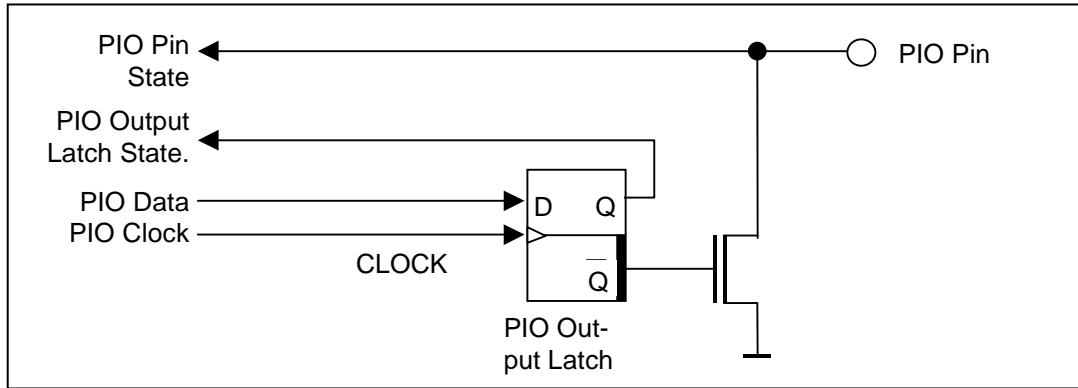 PIO Pin
State
PIO Pin
PIO Output
Latch State.
PIO Data
PIO Clock
CLOCK
D
Q
Q̅
PIO Out-
put Latch